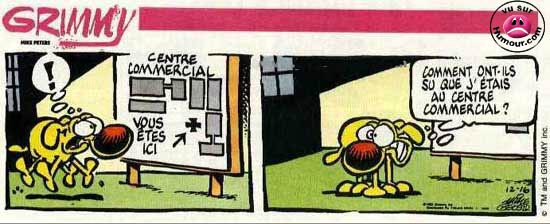 GRIMMY
MIKE PETERS
vu sur
humour.com
!
CENTRE
COMMERCIAL
VOUS
ÊTES
ICI
COMMENT ONT-ILS
SU QUE J'ÉTAIS
AU CENTRE
COMMERCIAL ?
12-16
© TM and GRIMMY inc.